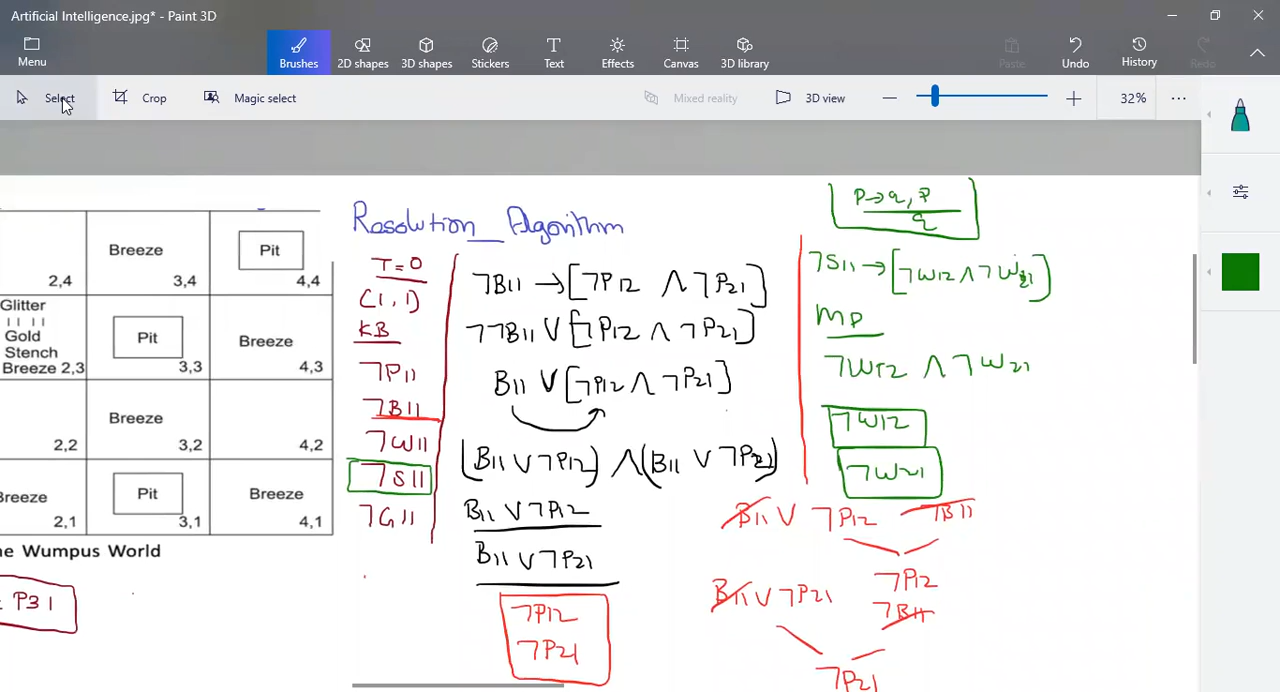 Artificial Intelligence.jpg* - Paint 3D
Menu
Brushes
2D shapes
3D shapes
Stickers
Text
Effects
Canvas
3D library
Paste
Undo
History
Redo
Select
Crop
Magic select
Mixed reality
3D view
32%
Breeze
Pit
2,4
3,4
4,4
Glitter
Gold
Stench
Breeze 2,3
Pit
3,3
Breeze
4,3
2,2
Breeze
3,2
4,2
Breeze
2,1
Pit
3,1
Breeze
4,1
he Wumpus World
P31
Resolution Algorithm
T=0
(1,1)
KB
¬P11
¬B11
¬W11
¬S11
¬G11
¬B11 → [¬P12 ∧ ¬P21]
¬¬B11 ∨ [¬P12 ∧ ¬P21]
B11 ∨ [¬P12 ∧ ¬P21]
(B11 ∨ ¬P12) ∧ (B11 ∨ ¬P21)
B11 ∨ ¬P12
B11 ∨ ¬P21
¬P12
¬P21
P→q, P
q
¬S11 → [¬W12 ∧ ¬W21]
MP
¬W12 ∧ ¬W21
¬W12
¬W21
B11 ∨ ¬P12 ¬B11
¬P12
B11 ∨ ¬P21 ¬B11
¬P21